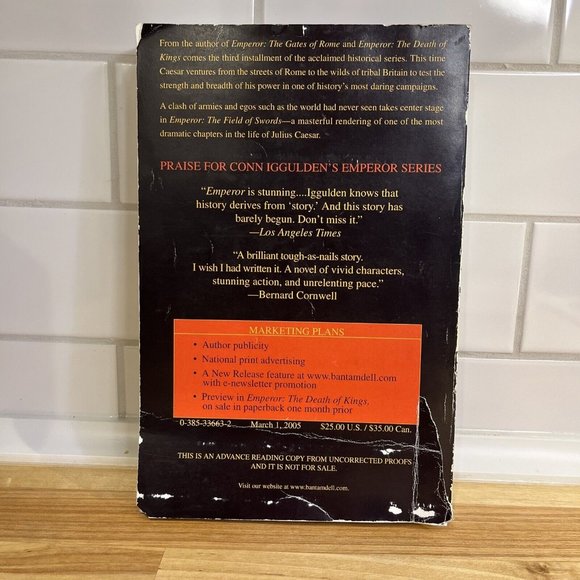 From the author of Emperor: The Gates of Rome and Emperor: The Death of
Kings comes the third installment of the acclaimed historical series. This time
Caesar ventures from the streets of Rome to the wilds of tribal Britain to test the
strength and breadth of his power in one of history's most daring campaigns.
A clash of armies and egos such as the world had never seen takes center stage
in Emperor: The Field of Swords—a masterful rendering of one of the most
dramatic chapters in the life of Julius Caesar.
PRAISE FOR CONN IGGULDEN'S EMPEROR SERIES
“Emperor is stunning....Iggulden knows that
history derives from ‘story.’ And this story has
barely begun. Don't miss it.”
—Los Angeles Times
“A brilliant tough-as-nails story.
I wish I had written it. A novel of vivid characters,
stunning action, and unrelenting pace.”
—Bernard Cornwell
MARKETING PLANS
• Author publicity
• National print advertising
• A New Release feature at www.bantamdell.com
with e-newsletter promotion
• Preview in Emperor: The Death of Kings,
on sale in paperback one month prior
0-385-33663-2 March 1, 2005 $25.00 U.S. / $35.00 Can.
THIS IS AN ADVANCE READING COPY FROM UNCORRECTED PROOFS
AND IT IS NOT FOR SALE.
Visit our website at www.bantamdell.com.